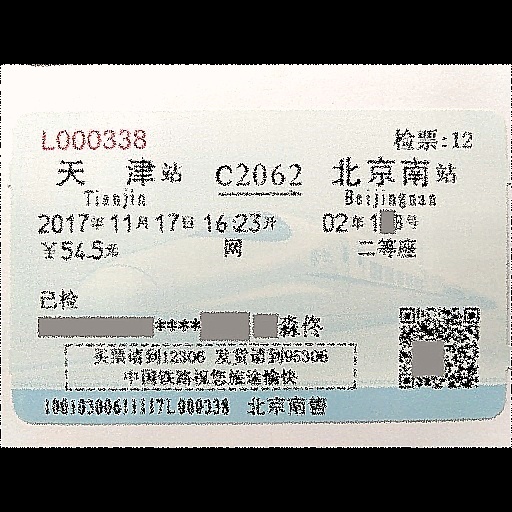 L000338 检票:12
天津站 C2062 北京南站
Tianjin Beijingnan
2017年11月17日 16:23开 02车1 8号
￥54.5元 网 二等座
已检
**** 淼佟
买票请到12306 发货请到95306
中国铁路祝您旅途愉快
10010300611117L000338 北京南售